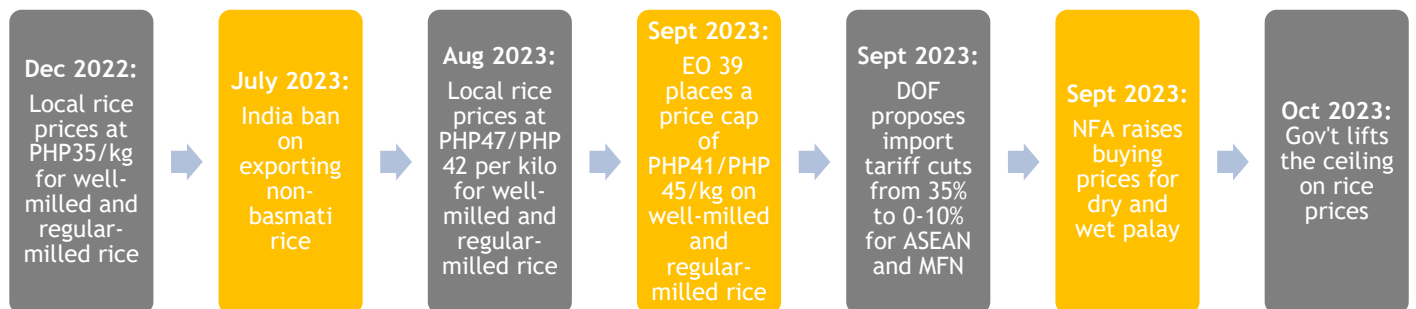 Dec 2022:
Local rice
prices at
PHP35/kg
for well-
milled and
regular-
milled rice
July 2023:
India ban
on
exporting
non-
basmati
rice
Aug 2023:
Local rice
prices at
PHP47/PHP
42 per kilo
for well-
milled and
regular-
milled rice
Sept 2023:
EO 39
places a
price cap
of
PHP41/PHP
45/kg on
well-milled
and
regular-
milled rice
Sept 2023:
DOF
proposes
import
tariff cuts
from 35%
to 0-10%
for ASEAN
and MFN
Sept 2023:
NFA raises
buying
prices for
dry and
wet palay
Oct 2023:
Gov't lifts
the ceiling
on rice
prices